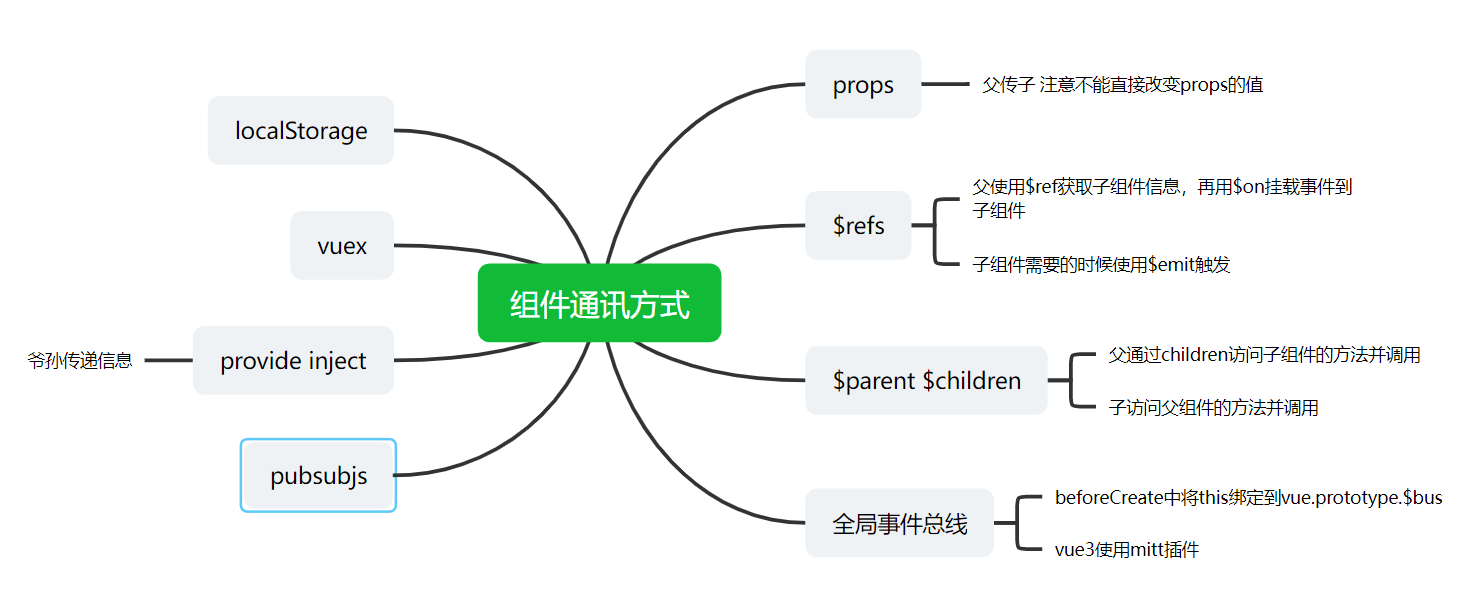 组件通讯方式
props
父传子 注意不能直接改变props的值
$refs
父使用$ref获取子组件信息，再用$on挂载事件到
子组件
子组件需要的时候使用$emit触发
$parent $children
父通过children访问子组件的方法并调用
子访问父组件的方法并调用
全局事件总线
beforeCreate中将this绑定到vue.prototype.$bus
vue3使用mitt插件
localStorage
vuex
provide inject
爷孙传递信息
pubsubjs